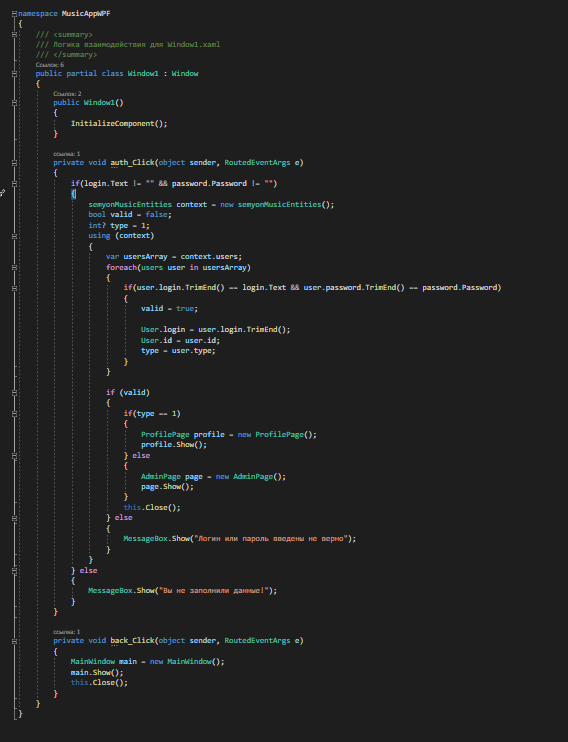 namespace MusicAppWPF
{
/// <summary>
/// Логика взаимодействия для Window1.xaml
/// </summary>
Ссылок: 6
public partial class Window1 : Window
{
Ссылок: 2
public Window1()
{
InitializeComponent();
}
ссылка: 1
private void auth_Click(object sender, RoutedEventArgs e)
{
if(login.Text != "" && password.Password != "")
{
semyonMusicEntities context = new semyonMusicEntities();
bool valid = false;
int? type = 1;
using (context)
{
var usersArray = context.users;
foreach(users user in usersArray)
{
if(user.login.TrimEnd() == login.Text && user.password.TrimEnd() == password.Password)
{
valid = true;
User.login = user.login.TrimEnd();
User.id = user.id;
type = user.type;
}
}
if (valid)
{
if(type == 1)
{
ProfilePage profile = new ProfilePage();
profile.Show();
} else
{
AdminPage page = new AdminPage();
page.Show();
}
this.Close();
} else
{
MessageBox.Show("Логин или пароль введены не верно");
}
}
} else
{
MessageBox.Show("Вы не заполнили данные!");
}
}
ссылка: 1
private void back_Click(object sender, RoutedEventArgs e)
{
MainWindow main = new MainWindow();
main.Show();
this.Close();
}
}
}